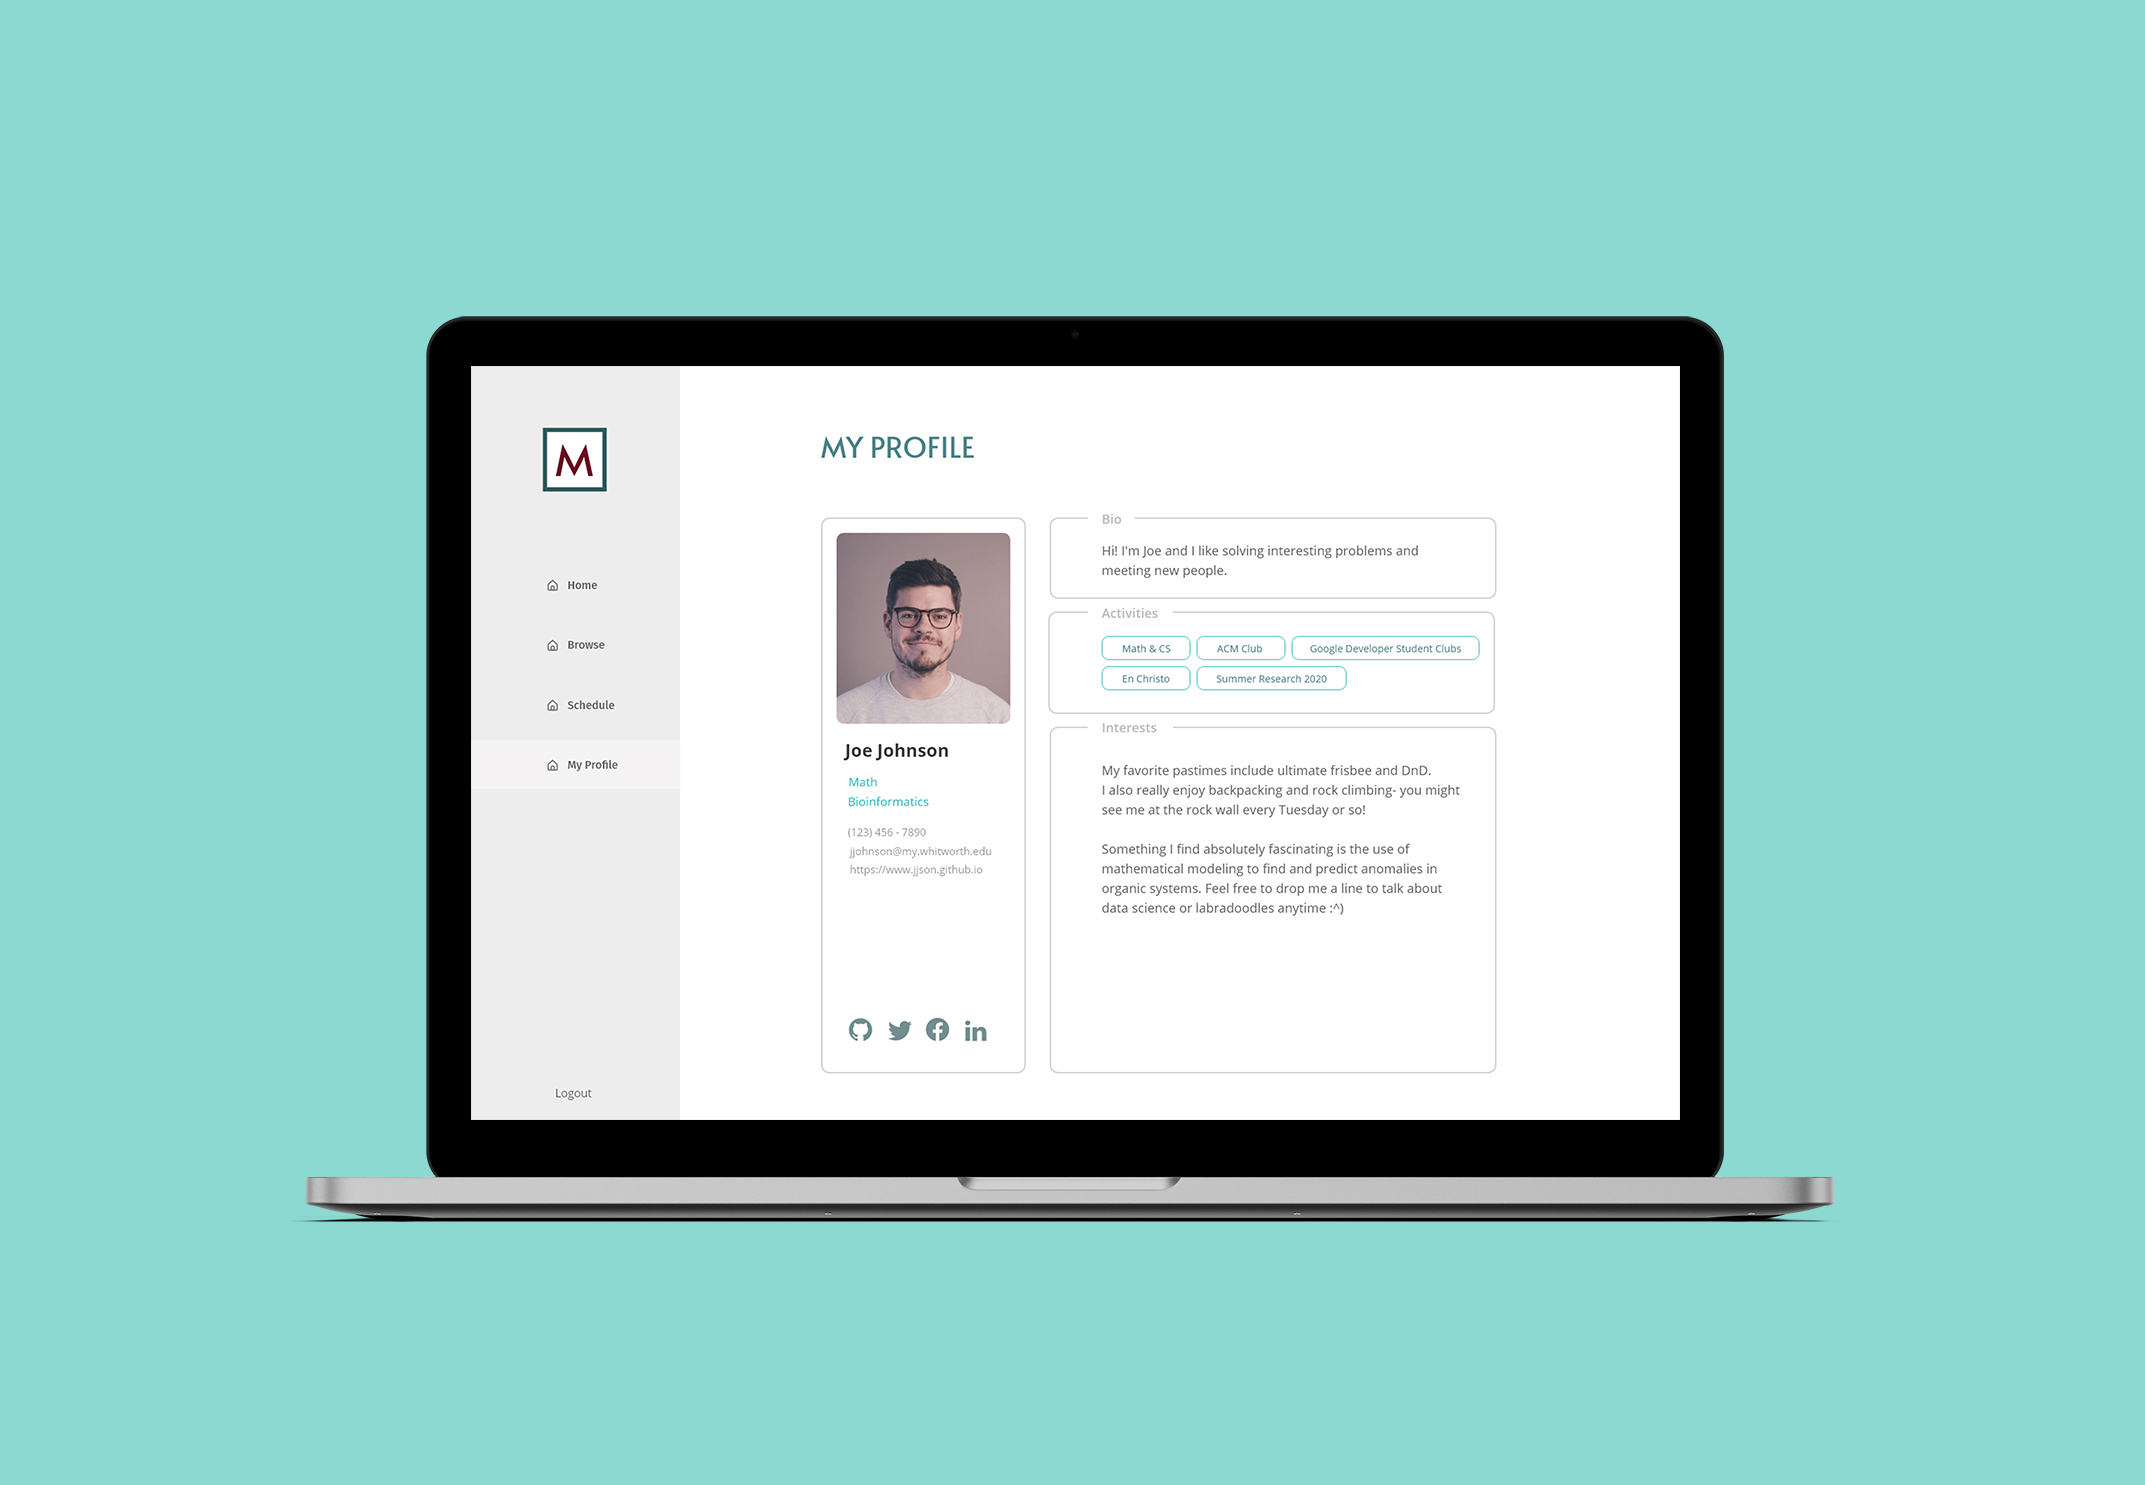 M
Home
Browse
Schedule
My Profile
Logout
MY PROFILE
Joe Johnson
Math
Bioinformatics
(123) 456 - 7890
jjohnson@my.whitworth.edu
https://www.jjson.github.io
Bio
Hi! I'm Joe and I like solving interesting problems and
meeting new people.
Activities
Math & CS
ACM Club
Google Developer Student Clubs
En Christo
Summer Research 2020
Interests
My favorite pastimes include ultimate frisbee and DnD.
I also really enjoy backpacking and rock climbing- you might
see me at the rock wall every Tuesday or so!
Something I find absolutely fascinating is the use of
mathematical modeling to find and predict anomalies in
organic systems. Feel free to drop me a line to talk about
data science or labradoodles anytime :^)